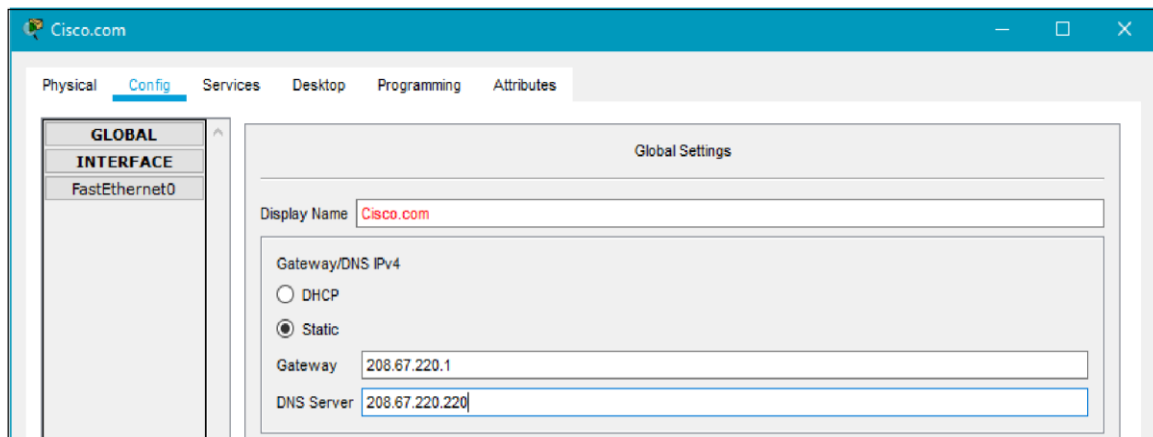 Cisco.com
Physical Config Services Desktop Programming Attributes
GLOBAL
INTERFACE
FastEthernet0
Global Settings
Display Name Cisco.com
Gateway/DNS IPv4
DHCP
Static
Gateway 208.67.220.1
DNS Server 208.67.220.220